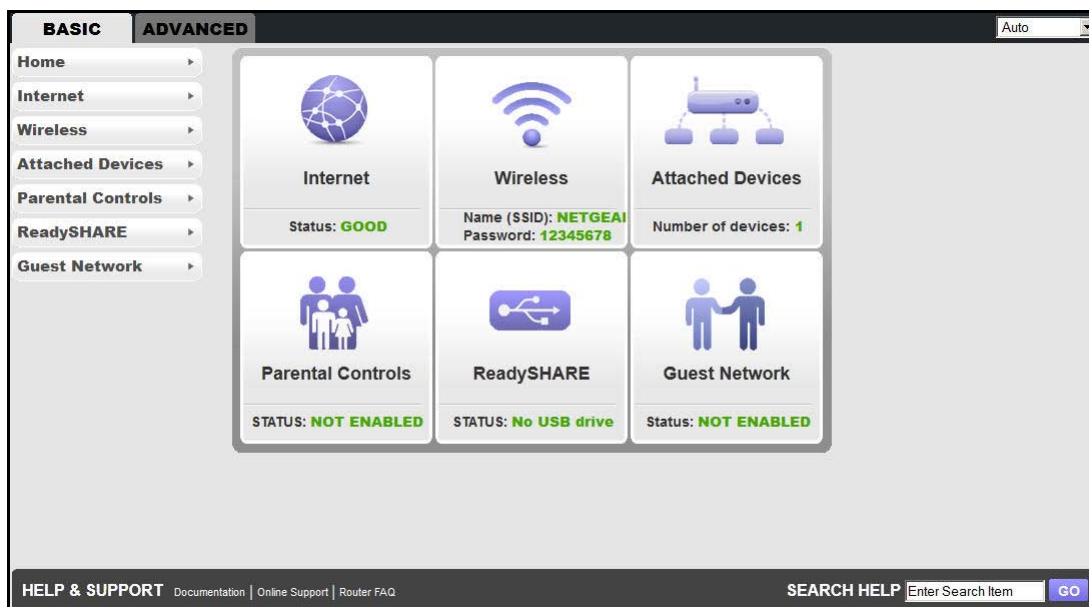 BASIC
ADVANCED
Auto
Home
Internet
Wireless
Attached Devices
Parental Controls
ReadySHARE
Guest Network
Internet
Status: GOOD
Wireless
Name (SSID): NETGEA
Password: 12345678
Attached Devices
Number of devices: 1
Parental Controls
STATUS: NOT ENABLED
ReadySHARE
STATUS: No USB drive
Guest Network
Status: NOT ENABLED
HELP & SUPPORT Documentation | Online Support | Router FAQ
SEARCH HELP Enter Search Item GO